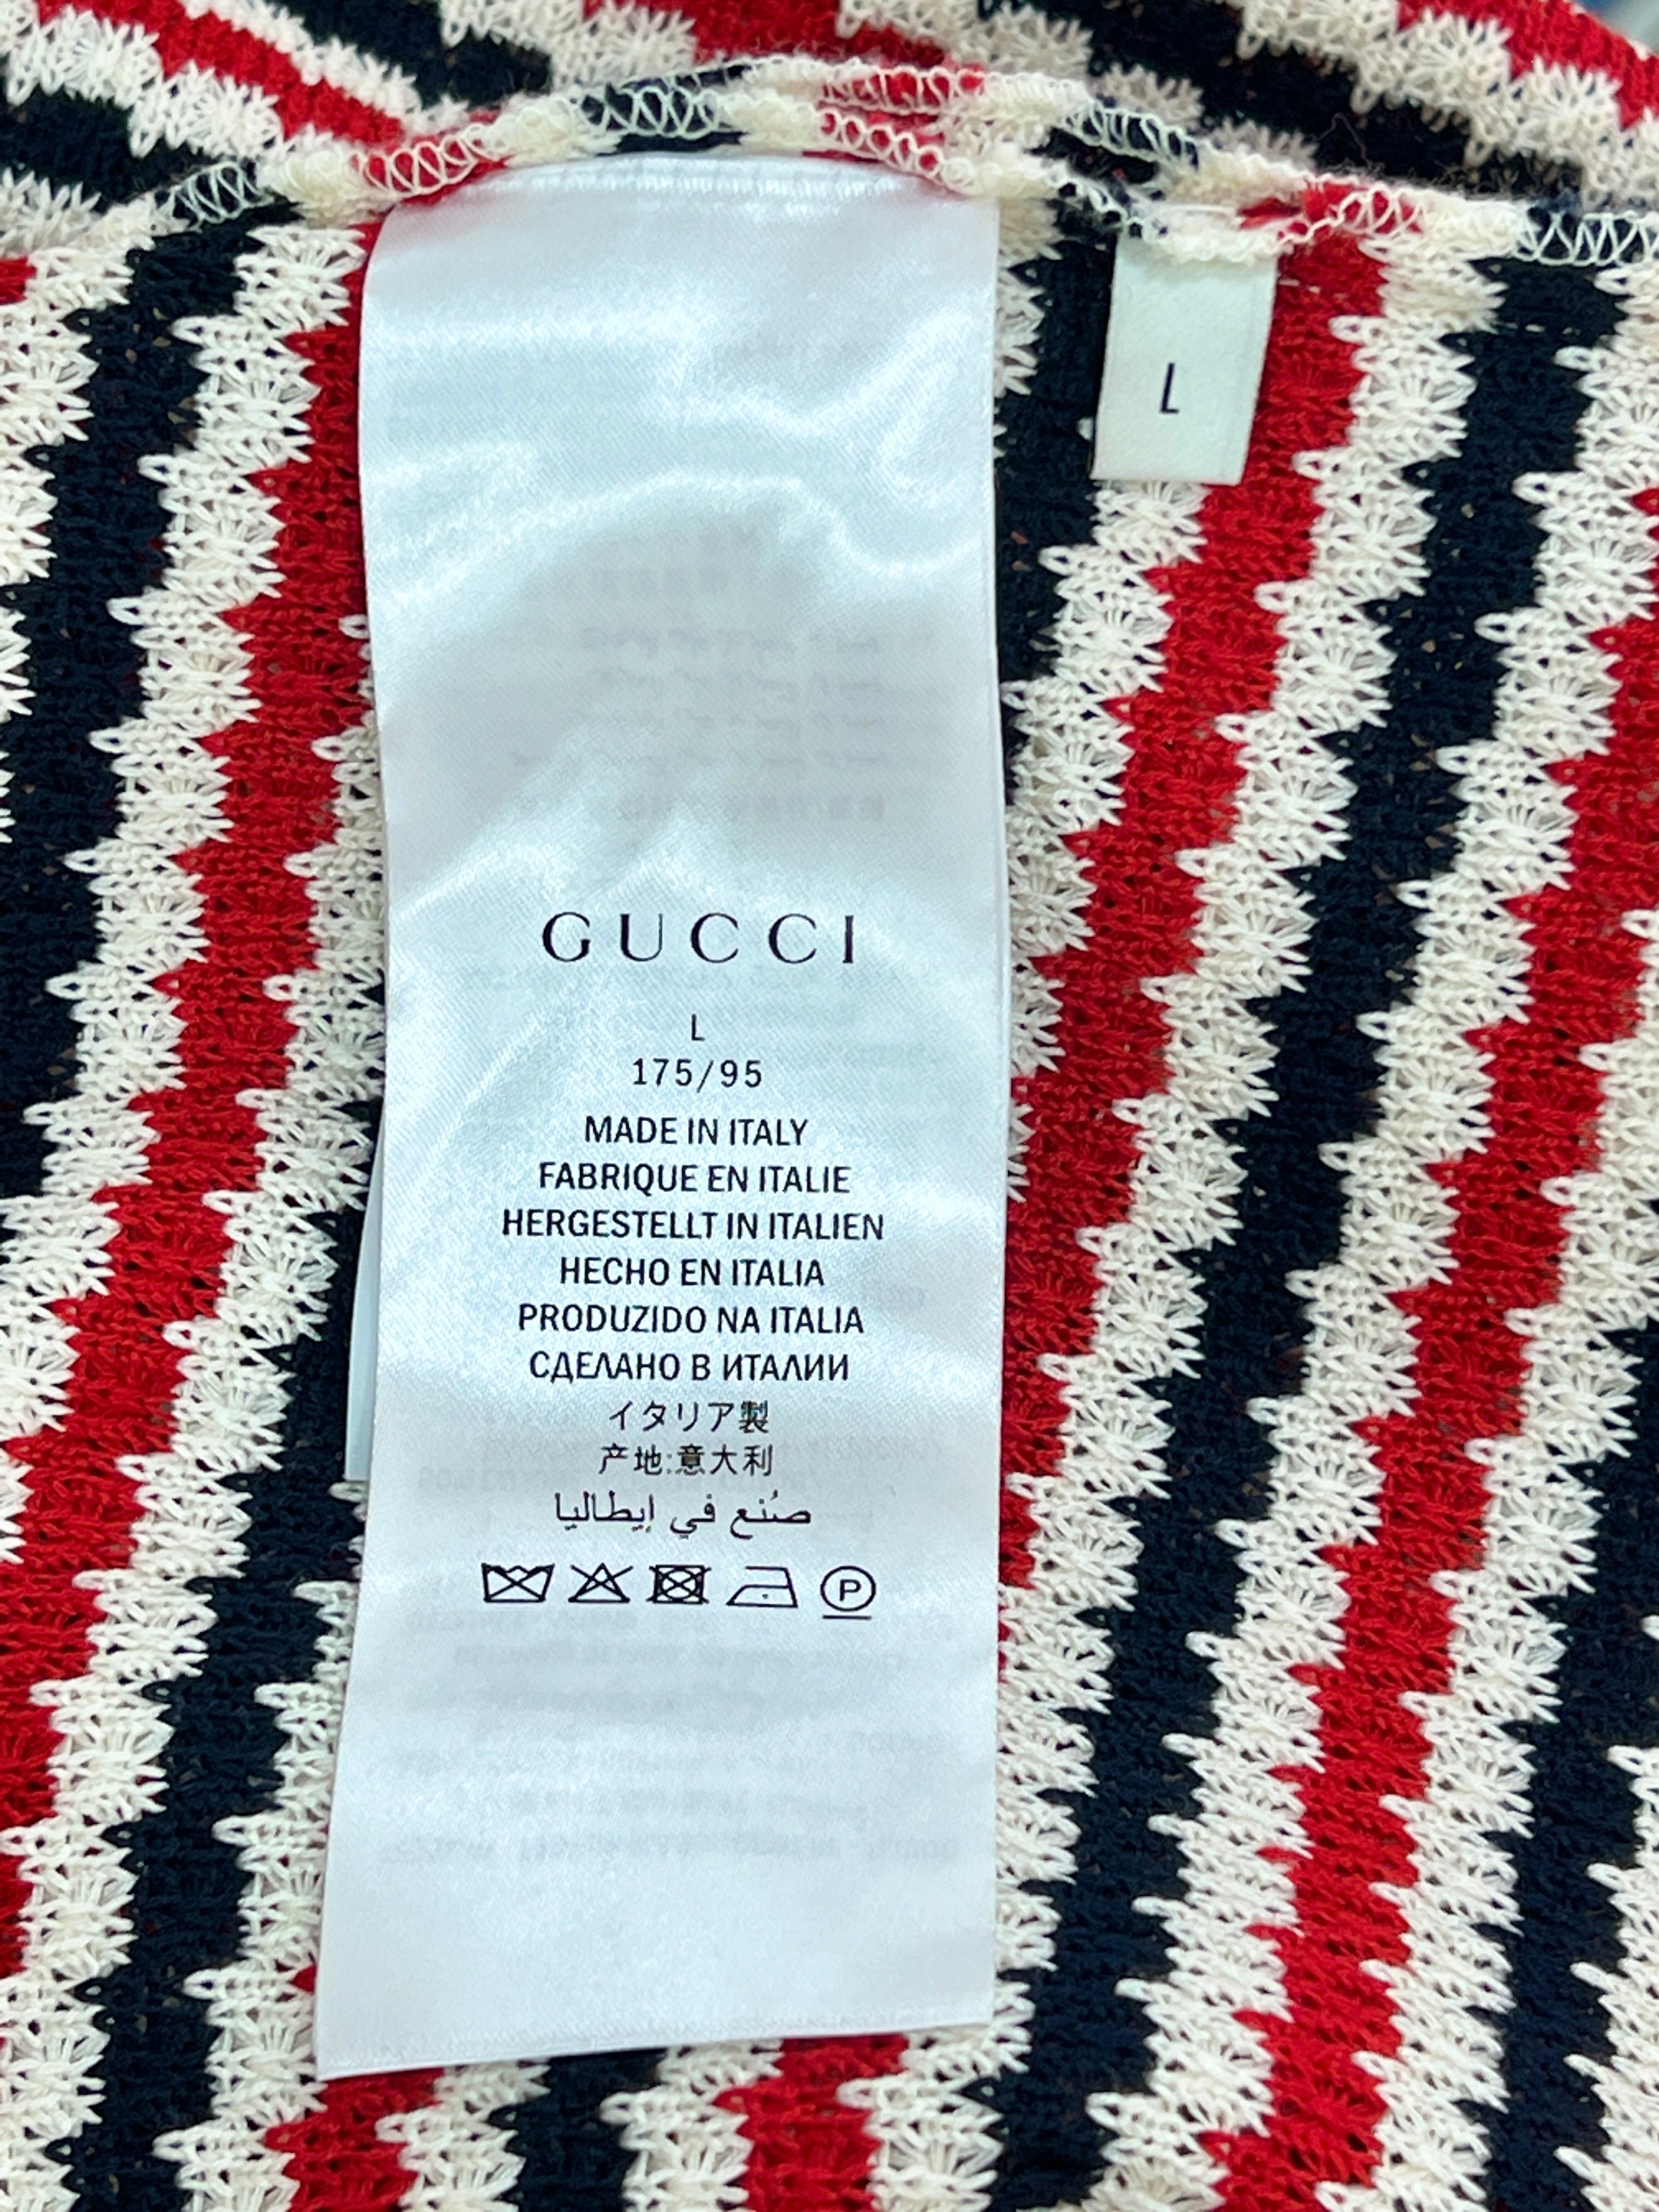 L
GUCCI
L
175/95
MADE IN ITALY
FABRIQUE EN ITALIE
HERGESTELLT IN ITALIEN
HECHO EN ITALIA
PRODUZIDO NA ITALIA
СДЕЛАНО В ИТАЛИИ
イタリア製
产地:意大利
صُنع في إيطاليا
P